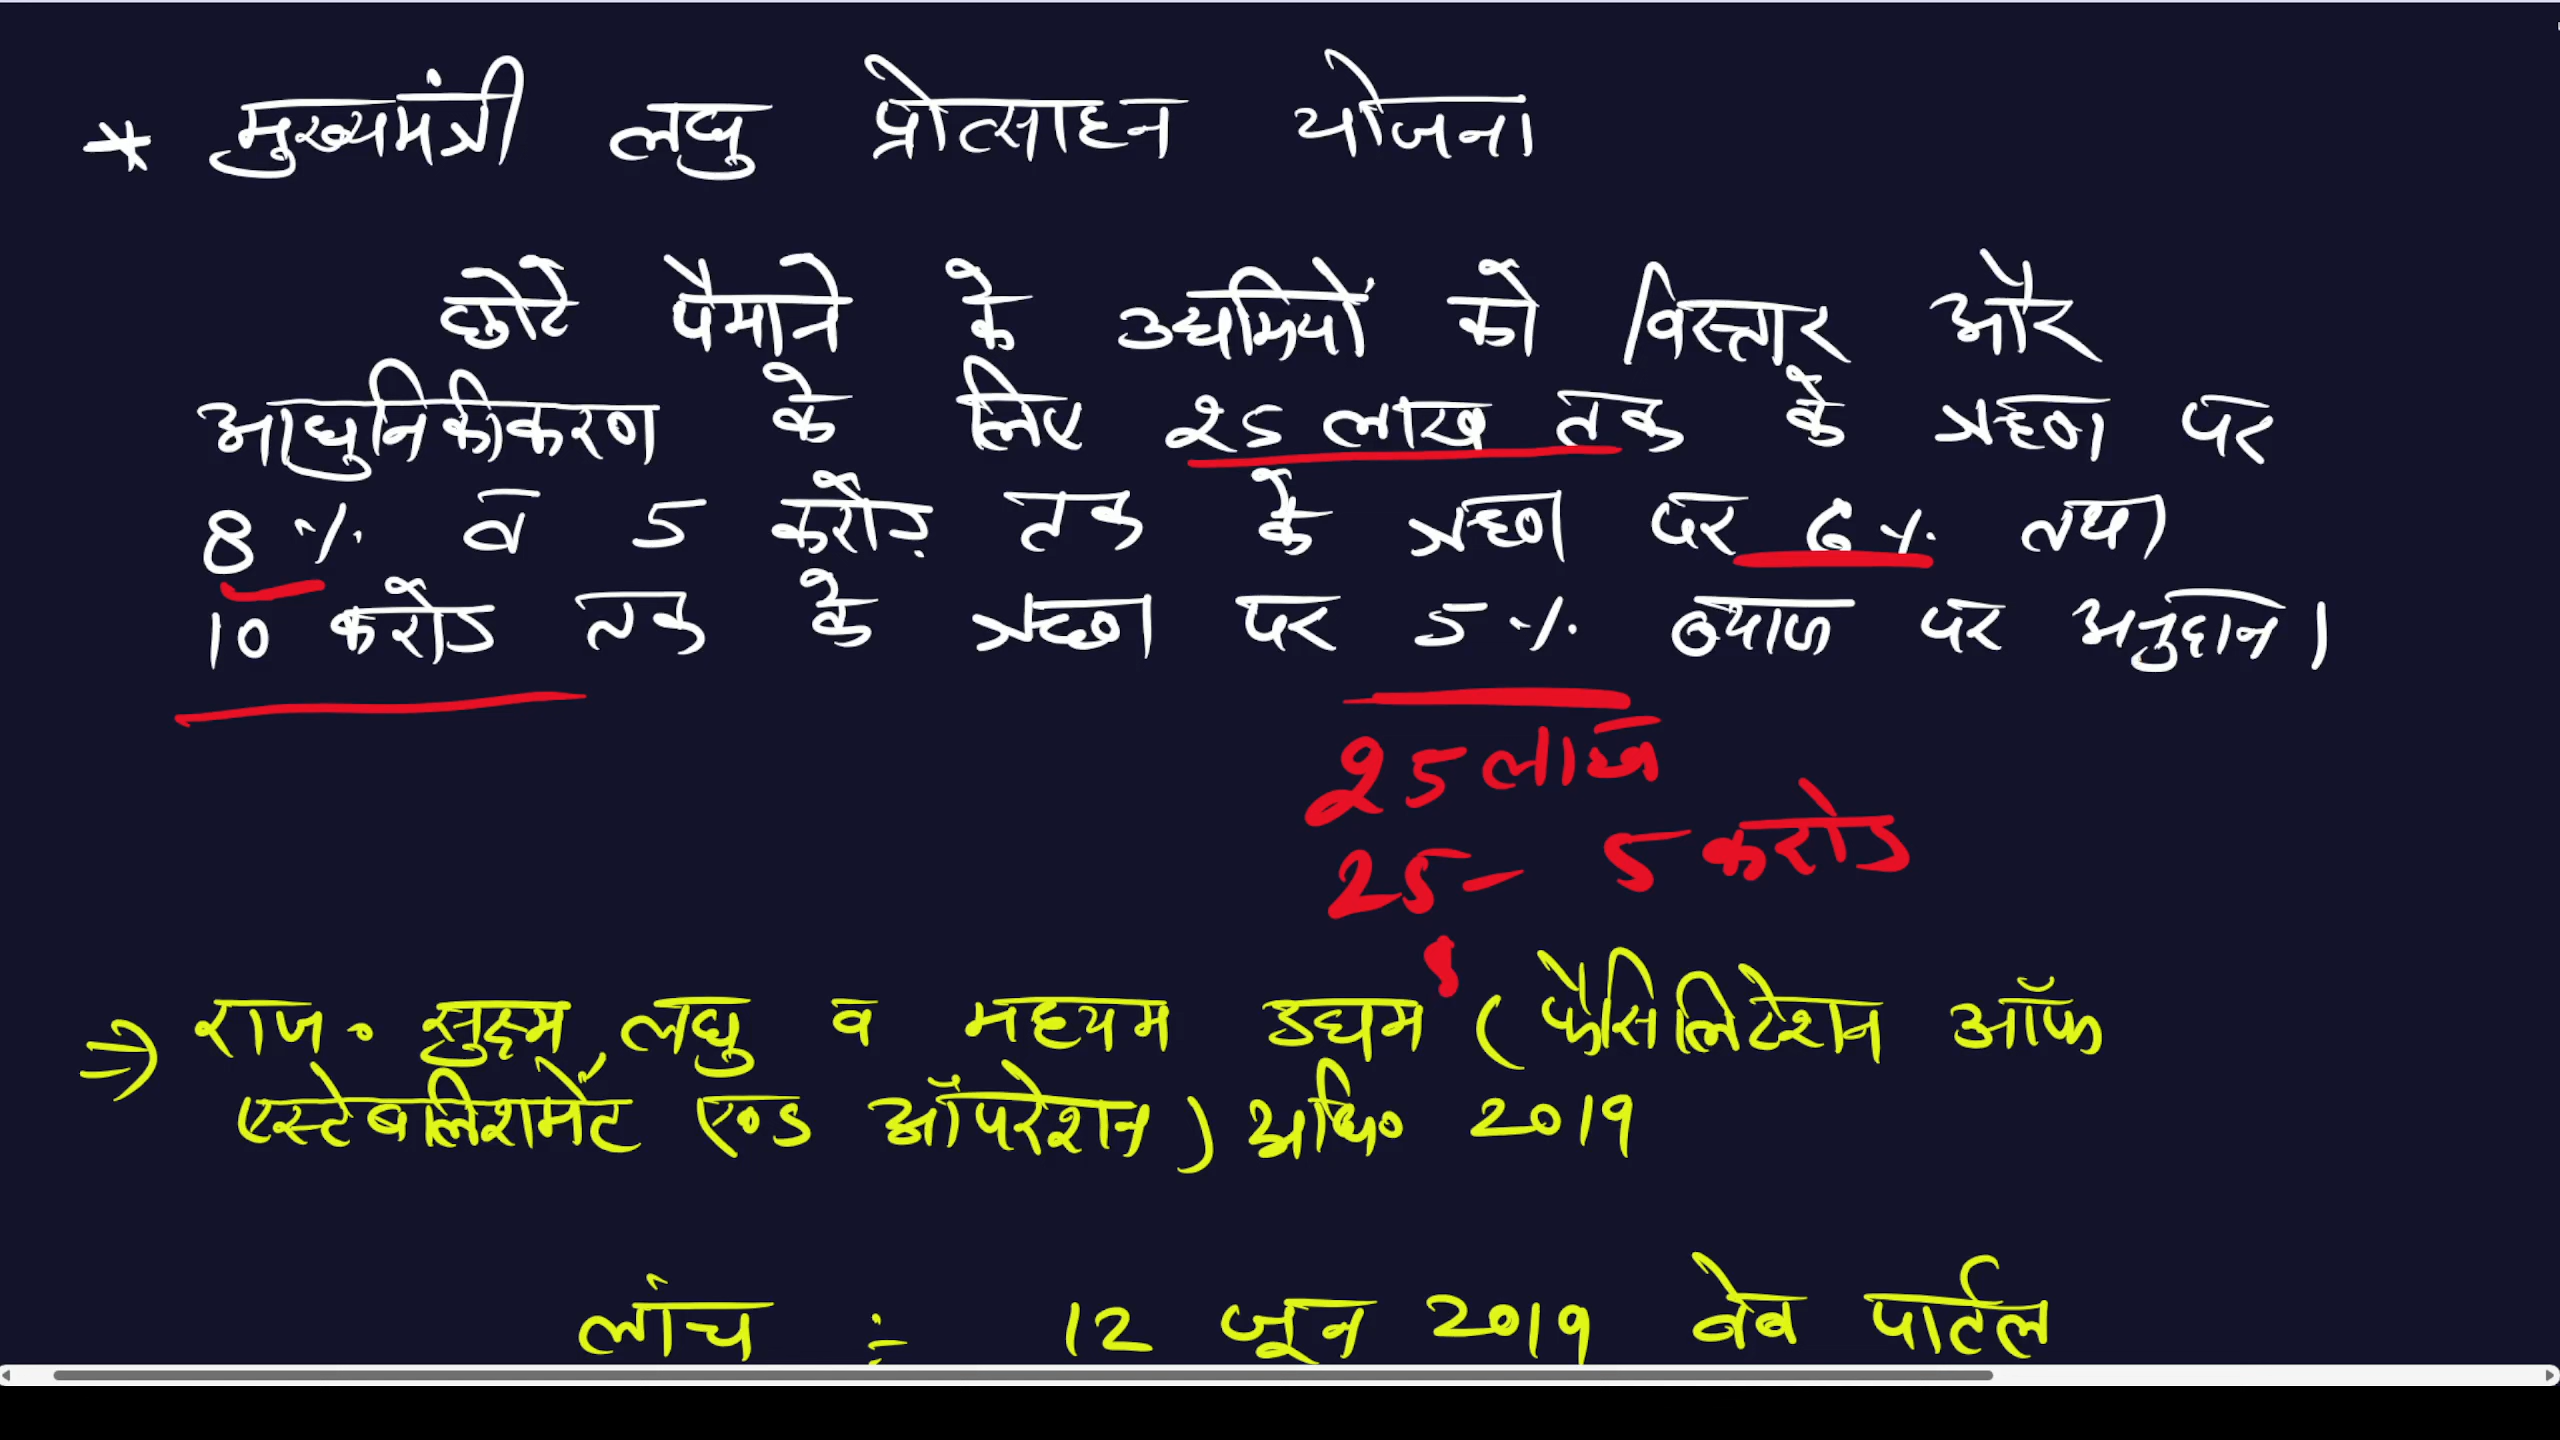 * मुख्यमंत्री लघु प्रोत्साहन योजना
छोटे पैमाने के उद्यमियों को विस्तार और
आधुनिकीकरण के लिए 25 लाख तक के ऋण पर
8 % व 5 करोड़ तक के ऋण पर 6 % तथा
10 करोड तक के ऋण पर 5 % ब्याज पर अनुदान।
25 लाख
25 - 5 करोड
⇒ राज. सुक्ष्म लघु व मध्यम उद्यम (फैसिलिटेशन ऑफ
एस्टेबलिशमेंट एण्ड ऑपरेशन) अधि० 2019
लांच : 12 जून 2019 वेब पार्टल